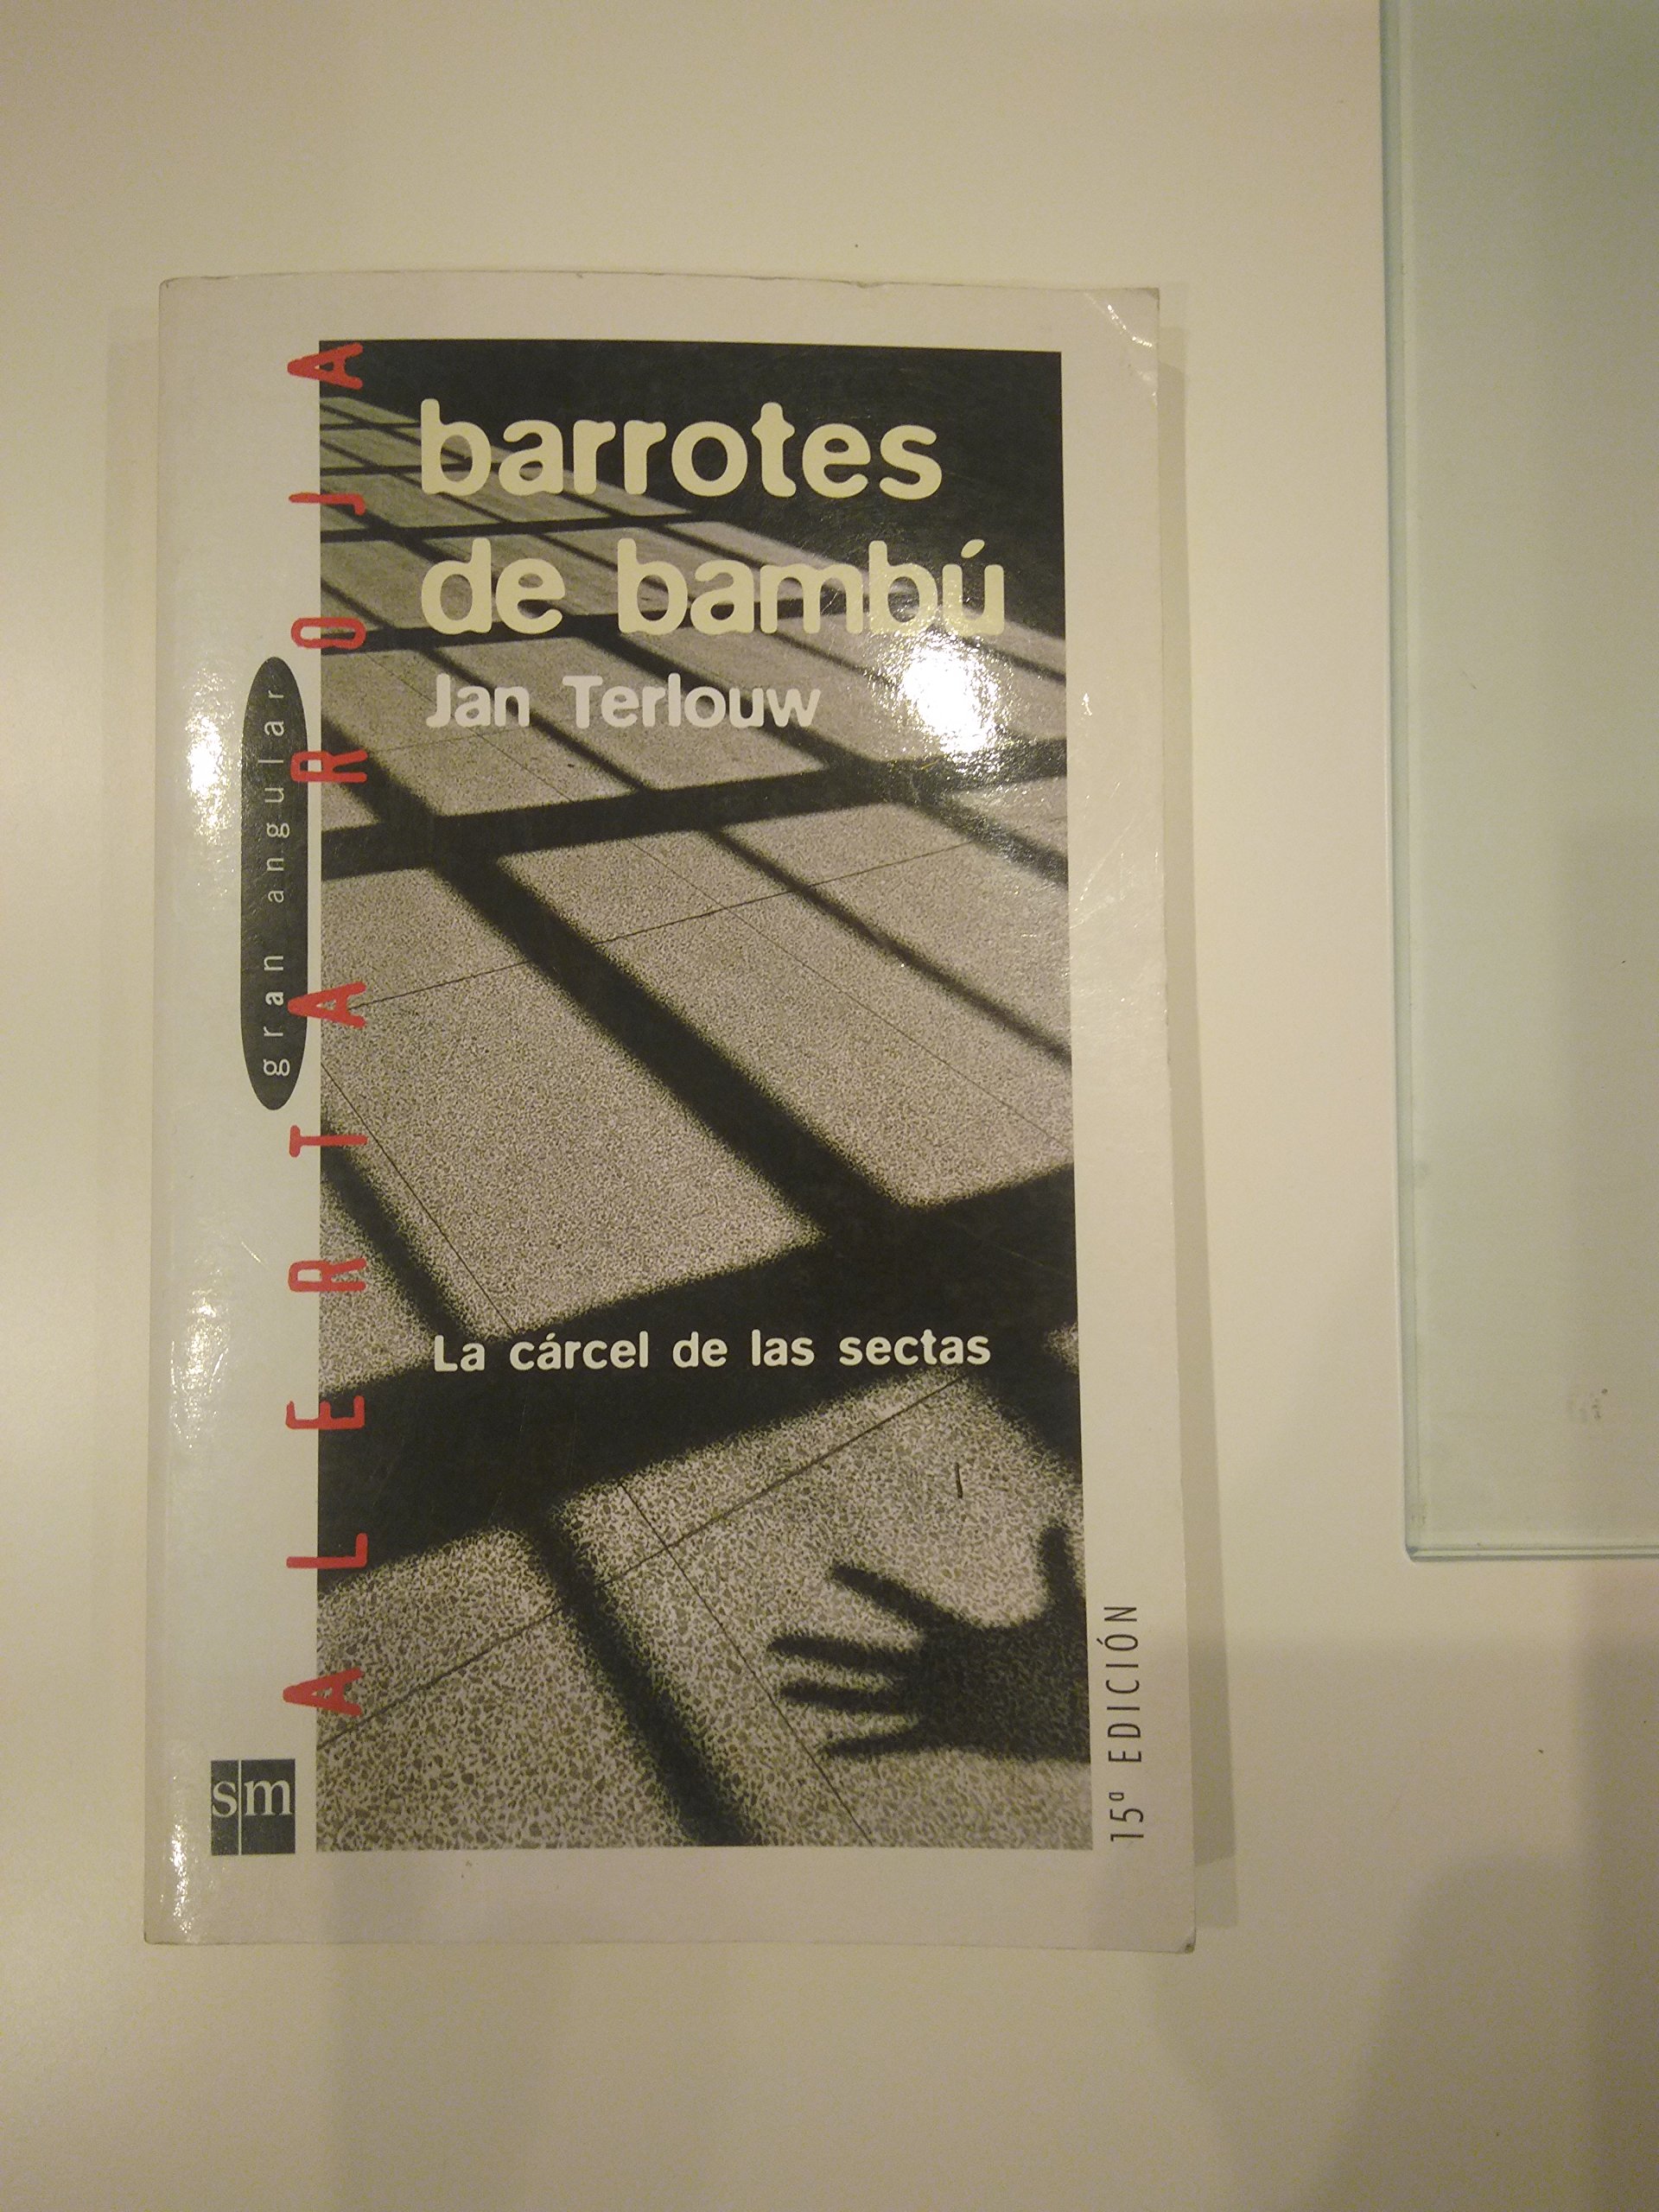 barrotes
de bambú
Jan Terlouw
gran angular
ALERTA ROJA
La cárcel de las sectas
sm
15ª EDICIÓN